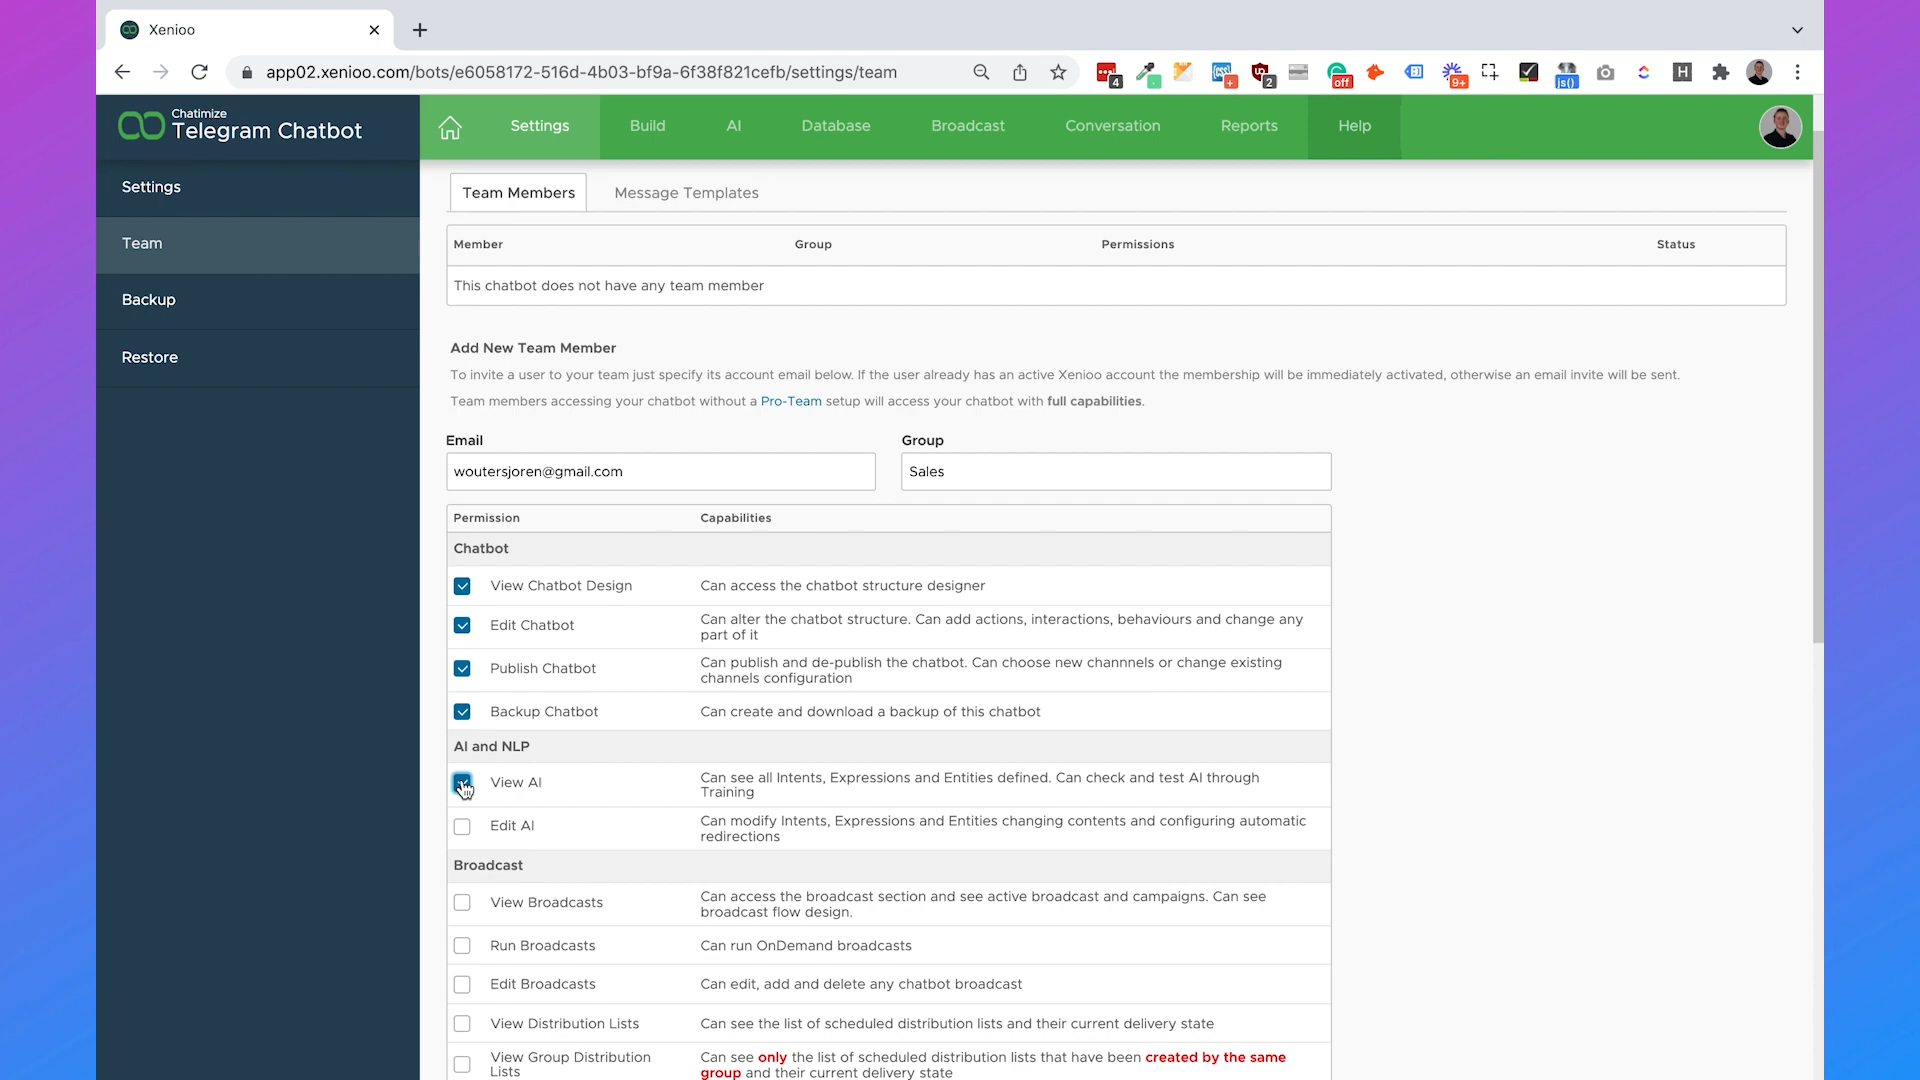 Xenioo
app02.xenioo.com/bots/e6058172-516d-4b03-bf9a-6f38f821cefb/settings/team
4
2
off
9+
js()
H
Chatimize
Telegram Chatbot
Settings
Build
AI
Database
Broadcast
Conversation
Reports
Help
Settings
Team
Backup
Restore
Team Members
Message Templates
Member Group Permissions Status
This chatbot does not have any team member
Add New Team Member
To invite a user to your team just specify its account email below. If the user already has an active Xenioo account the membership will be immediately activated, otherwise an email invite will be sent.
Team members accessing your chatbot without a Pro-Team setup will access your chatbot with full capabilities.
Email
Group
woutersjoren@gmail.com
Sales
Permission Capabilities
Chatbot
View Chatbot Design
Can access the chatbot structure designer
Edit Chatbot
Can alter the chatbot structure. Can add actions, interactions, behaviours and change any
part of it
Publish Chatbot
Can publish and de-publish the chatbot. Can choose new channnels or change existing
channels configuration
Backup Chatbot
Can create and download a backup of this chatbot
AI and NLP
View AI
Can see all Intents, Expressions and Entities defined. Can check and test AI through
Training
Edit AI
Can modify Intents, Expressions and Entities changing contents and configuring automatic
redirections
Broadcast
View Broadcasts
Can access the broadcast section and see active broadcast and campaigns. Can see
broadcast flow design.
Run Broadcasts
Can run OnDemand broadcasts
Edit Broadcasts
Can edit, add and delete any chatbot broadcast
View Distribution Lists
Can see the list of scheduled distribution lists and their current delivery state
View Group Distribution
Lists
Can see only the list of scheduled distribution lists that have been created by the same
group and their current delivery state